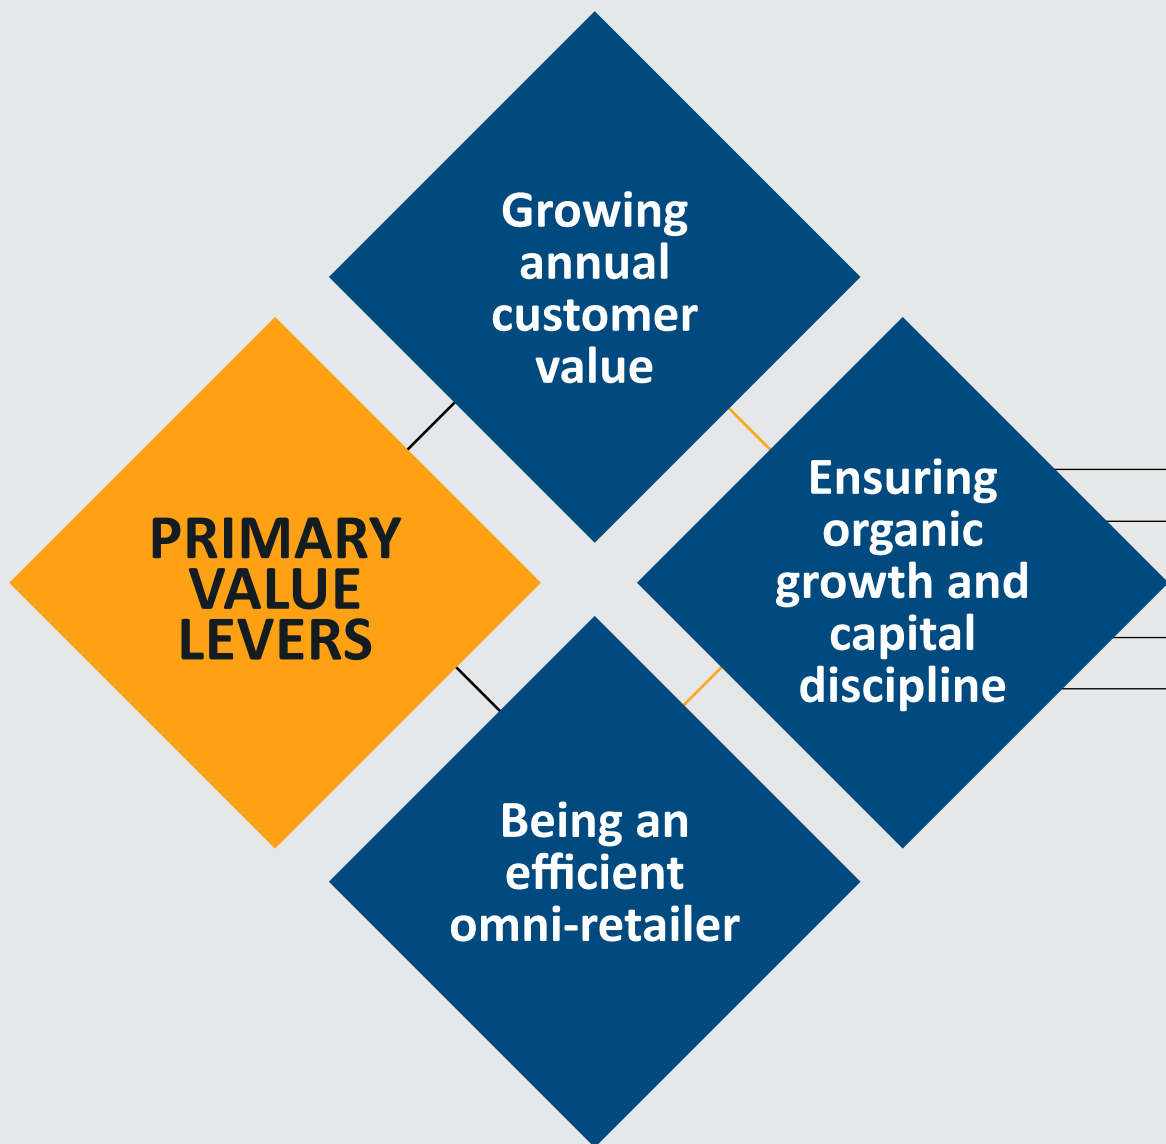 Growing
annual
customer
value
PRIMARY
VALUE
LEVERS
Ensuring
organic
growth and
capital
discipline
Being an
efficient
omni-retailer